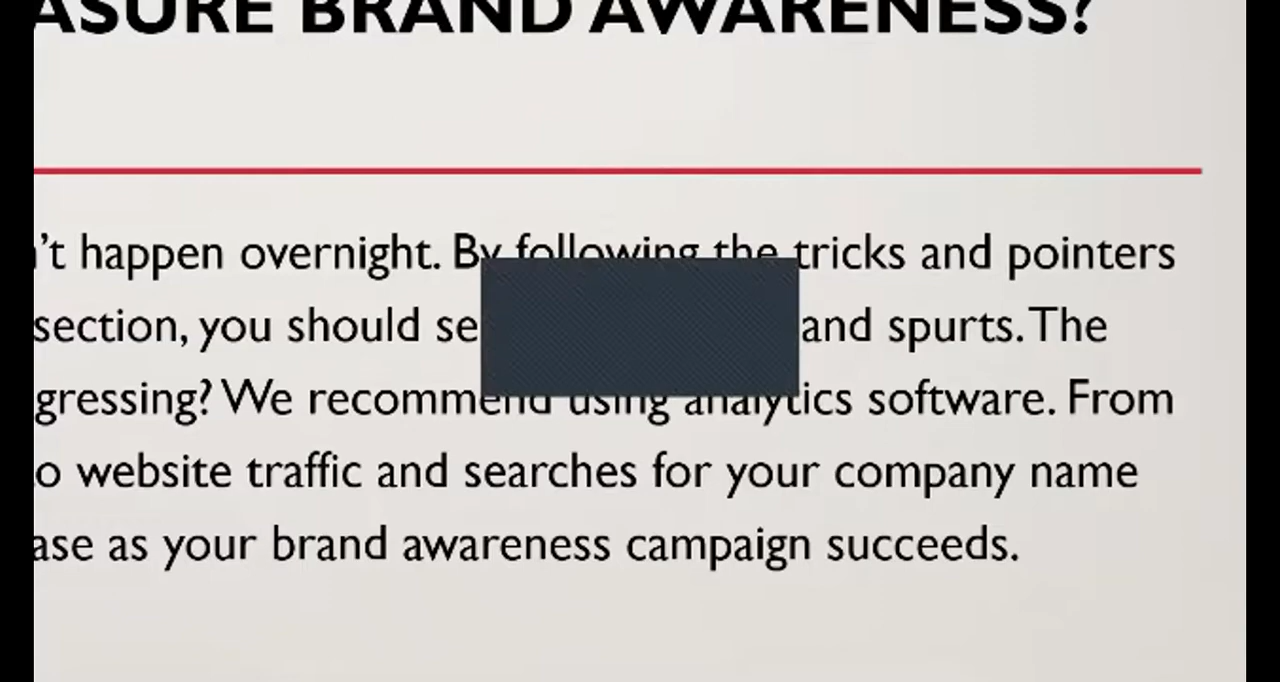 ASURE BRAND AWARENESS?
n't happen overnight. By following the tricks and pointers
section, you should se and spurts. The
gressing? We recommend using analytics software. From
o website traffic and searches for your company name
ase as your brand awareness campaign succeeds.